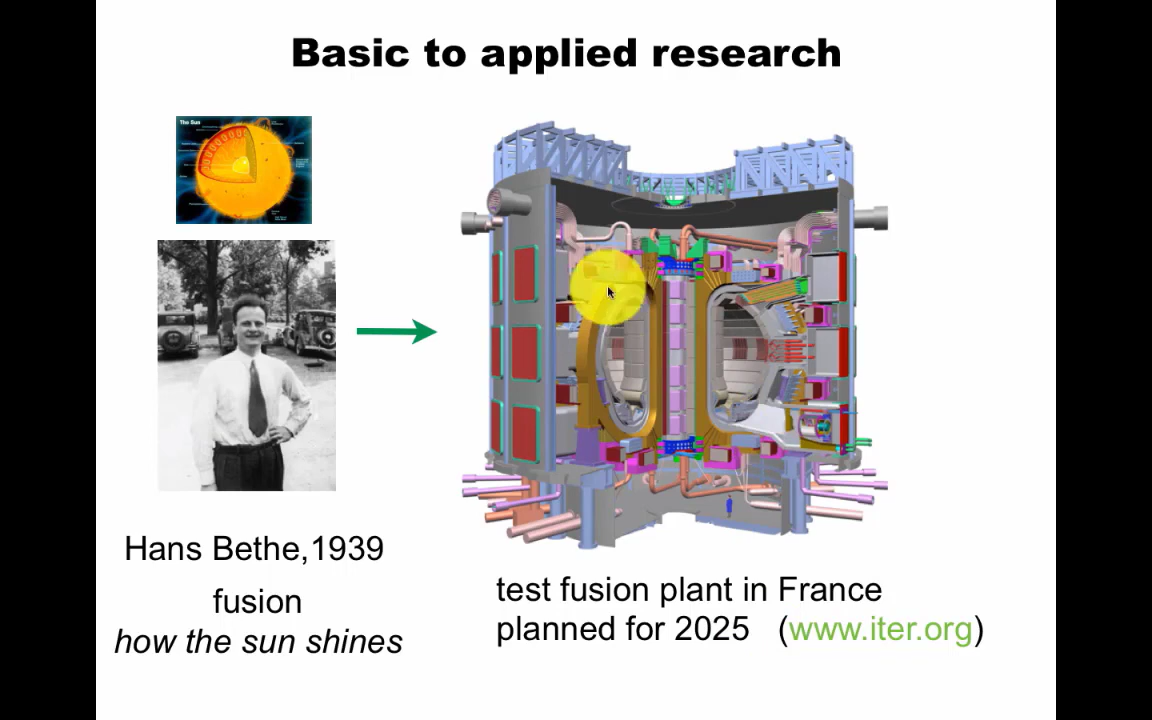 Basic to applied research
The Sun
Hans Bethe,1939
fusion
how the sun shines
test fusion plant in France
planned for 2025 (www.iter.org)